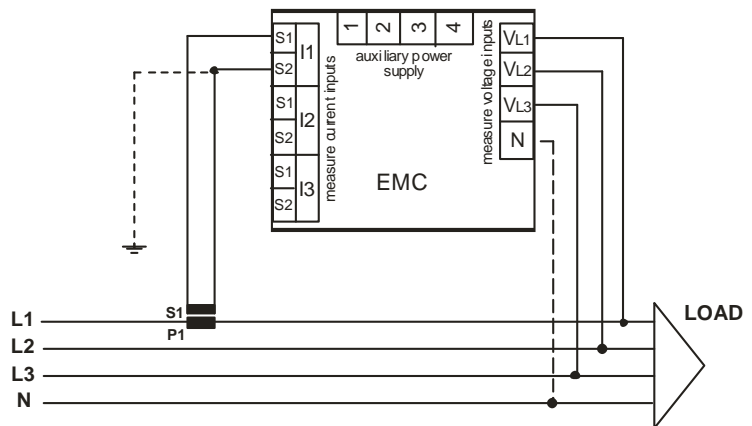 1 2 3 4
auxiliary power
supply
S1
S2
I1
S1
S2
I2
S1
S2
I3
measure current inputs
EMC
measure voltage inputs
VL1
VL2
VL3
N
S1
P1
L1
L2
L3
N
LOAD